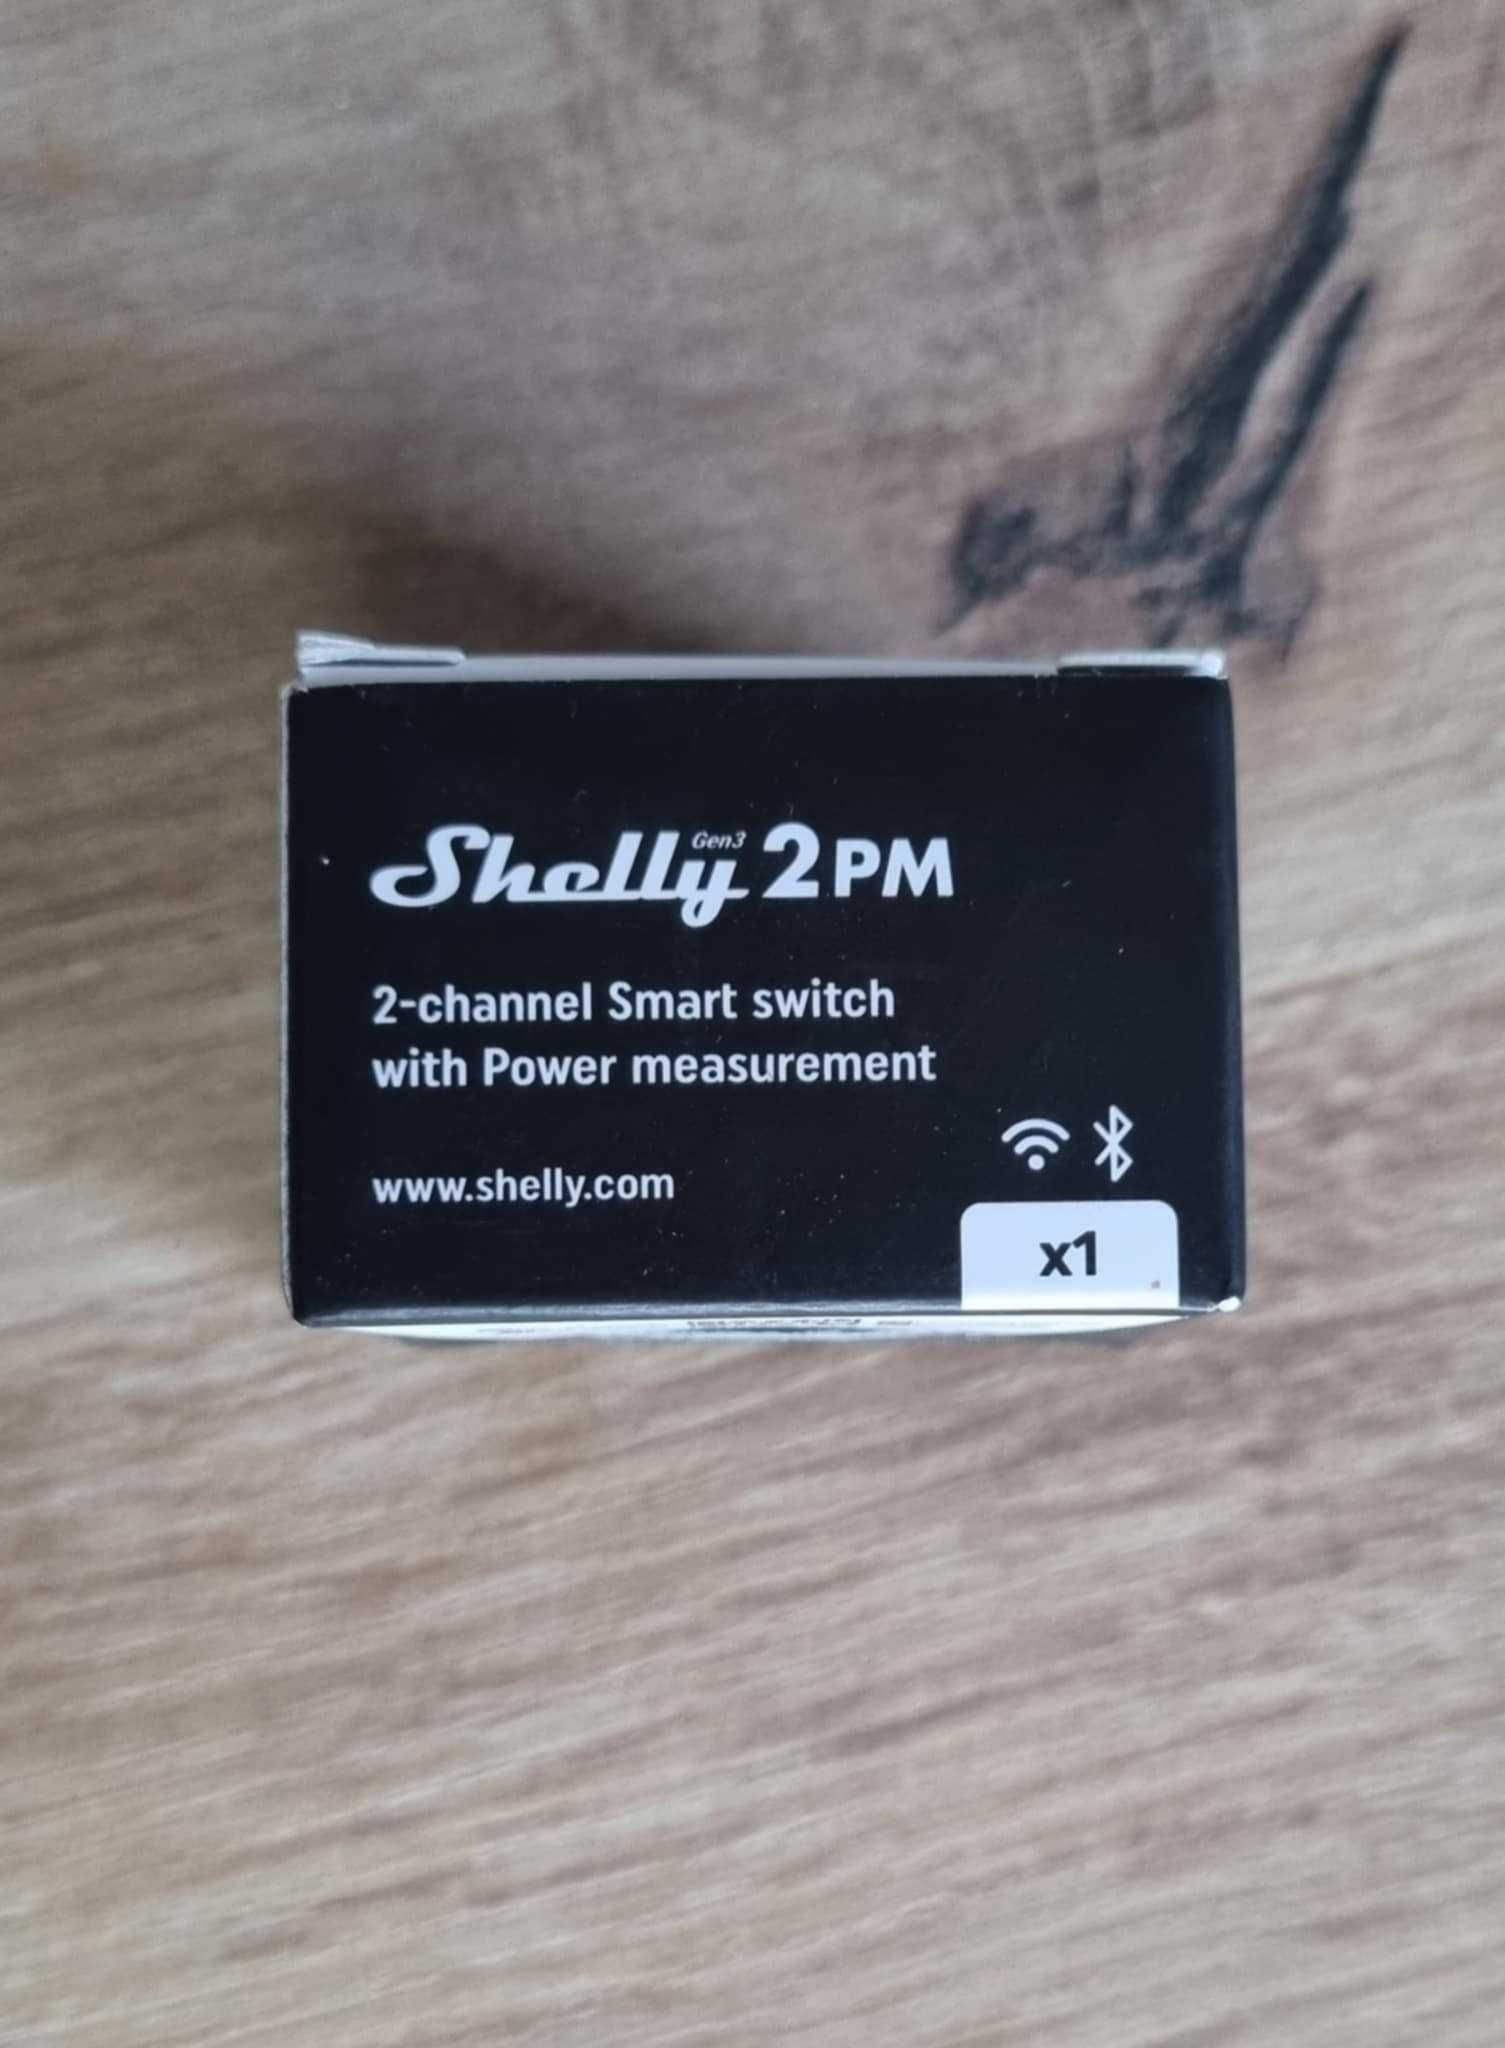 Shelly Gen3 2PM
2-channel Smart switch
with Power measurement
www.shelly.com
x1